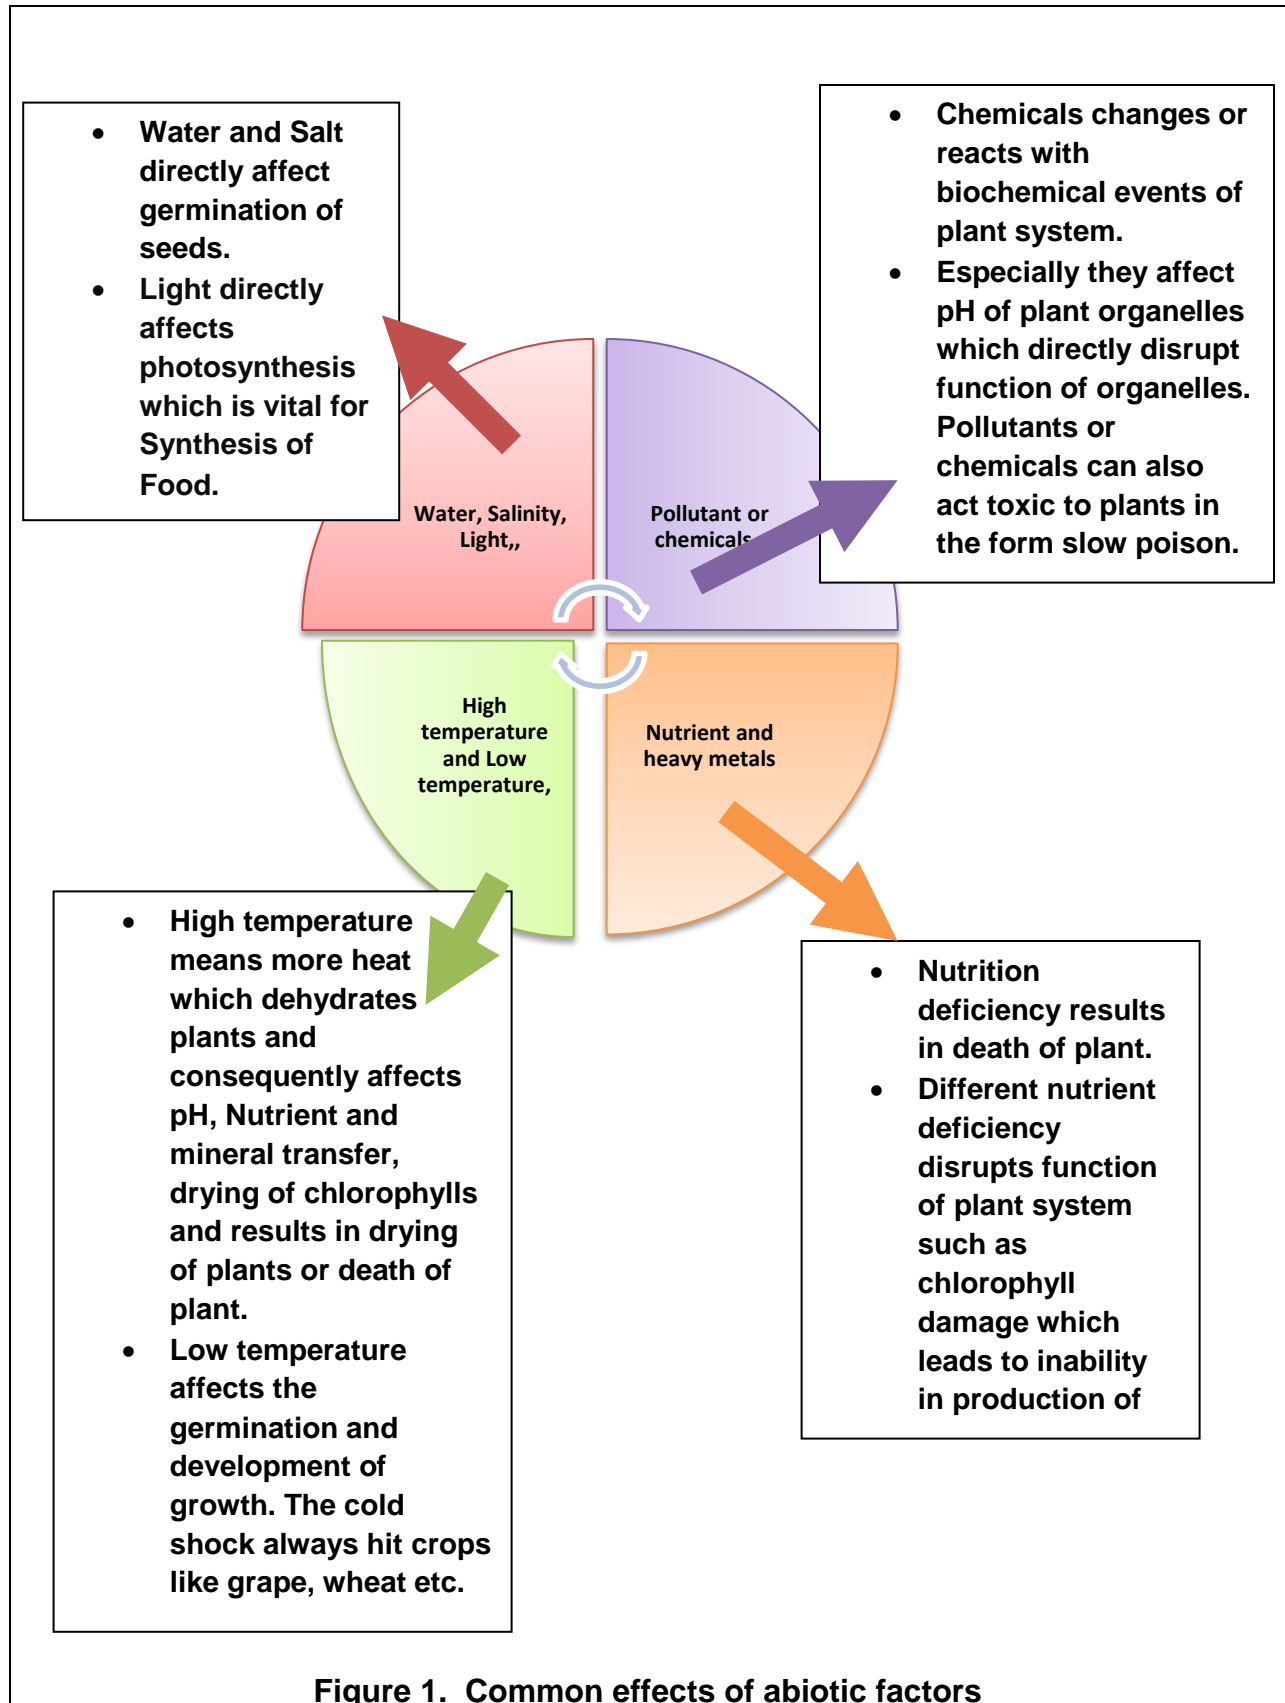 • Water and Salt
directly affect
germination of
seeds.
• Light directly
affects
photosynthesis
which is vital for
Synthesis of
Food.
• Chemicals changes or
reacts with
biochemical events of
plant system.
• Especially they affect
pH of plant organelles
which directly disrupt
function of organelles.
Pollutants or
chemicals can also
act toxic to plants in
the form slow poison.
Water, Salinity,
Light,,
Pollutant or
chemicals
High
temperature
and Low
temperature,
Nutrient and
heavy metals
• High temperature
means more heat
which dehydrates
plants and
consequently affects
pH, Nutrient and
mineral transfer,
drying of chlorophylls
and results in drying
of plants or death of
plant.
• Low temperature
affects the
germination and
development of
growth. The cold
shock always hit crops
like grape, wheat etc.
• Nutrition
deficiency results
in death of plant.
• Different nutrient
deficiency
disrupts function
of plant system
such as
chlorophyll
damage which
leads to inability
in production of
Figure 1. Common effects of abiotic factors